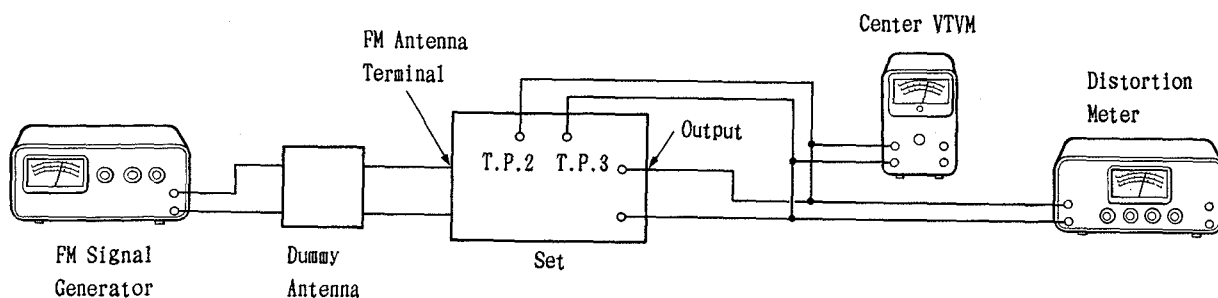 Center VTVM
FM Antenna
Terminal
Distortion
Meter
Output
T.P.2
T.P.3
FM Signal
Generator
Dummy
Antenna
Set